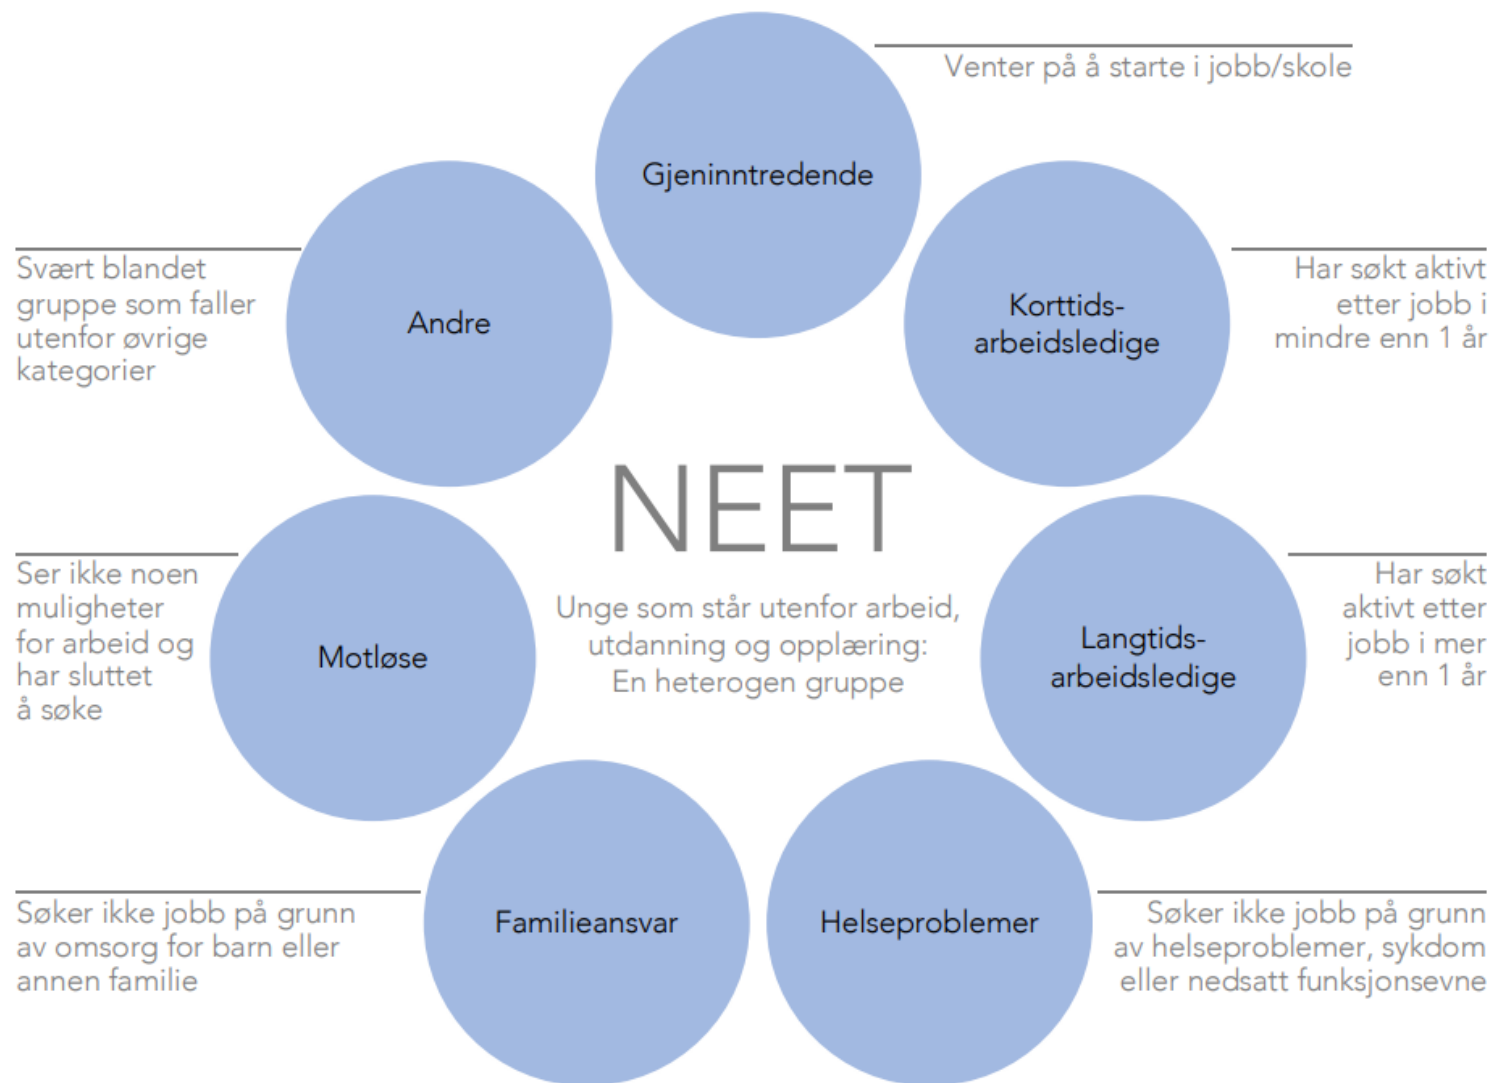 Gjeninntredende
Venter på å starte i jobb/skole
Korttids-
arbeidsledige
Har søkt aktivt
etter jobb i
mindre enn 1 år
Langtids-
arbeidsledige
Har søkt
aktivt etter
jobb i mer
enn 1 år
Helseproblemer
Søker ikke jobb på grunn
av helseproblemer, sykdom
eller nedsatt funksjonsevne
Familieansvar
Søker ikke jobb på grunn
av omsorg for barn eller
annen familie
Motløse
Ser ikke noen
muligheter
for arbeid og
har sluttet
å søke
Andre
Svært blandet
gruppe som faller
utenfor øvrige
kategorier
NEET
Unge som står utenfor arbeid,
utdanning og opplæring:
En heterogen gruppe